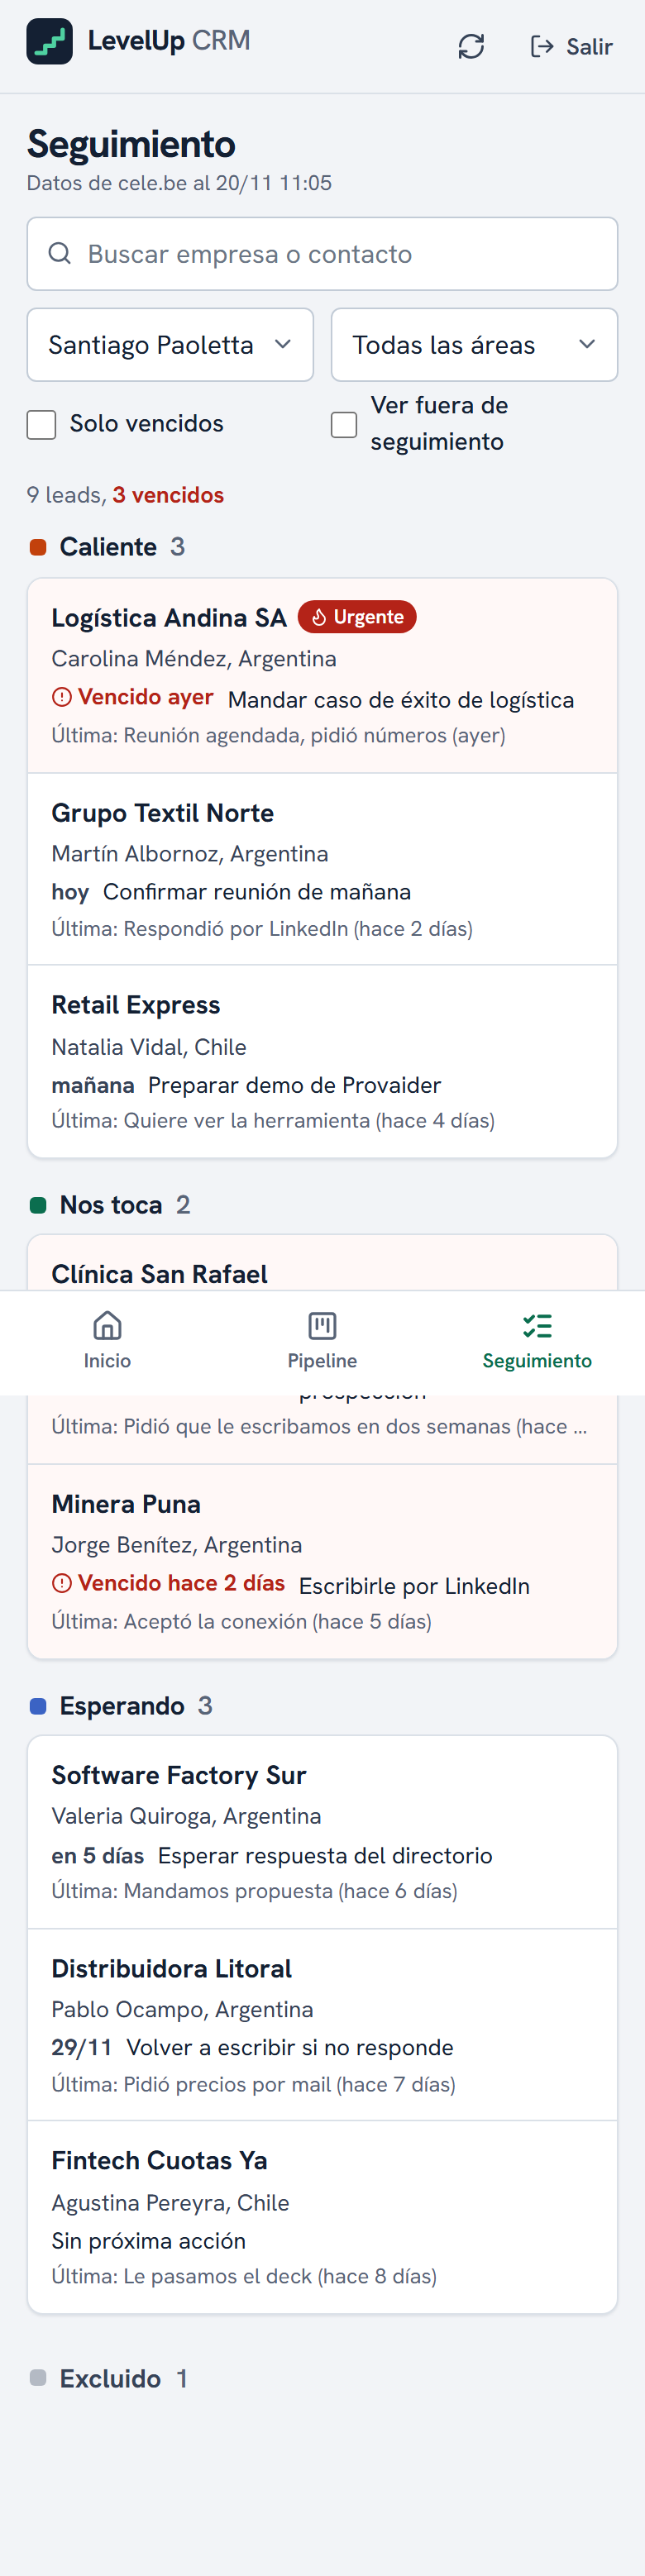 LevelUp CRM
Salir
Seguimiento
Datos de cele.be al 20/11 11:05
Buscar empresa o contacto
Santiago Paoletta
Todas las áreas
Solo vencidos
Ver fuera de
seguimiento
9 leads, 3 vencidos
Caliente 3
Logística Andina SA Urgente
Carolina Méndez, Argentina
Vencido ayer Mandar caso de éxito de logística
Última: Reunión agendada, pidió números (ayer)
Grupo Textil Norte
Martín Albornoz, Argentina
hoy Confirmar reunión de mañana
Última: Respondió por LinkedIn (hace 2 días)
Retail Express
Natalia Vidal, Chile
mañana Preparar demo de Provaider
Última: Quiere ver la herramienta (hace 4 días)
Nos toca 2
Clínica San Rafael
Inicio
Pipeline
Seguimiento
Última: Pidió que le escribamos en dos semanas (hace ...
Minera Puna
Jorge Benítez, Argentina
Vencido hace 2 días Escribirle por LinkedIn
Última: Aceptó la conexión (hace 5 días)
Esperando 3
Software Factory Sur
Valeria Quiroga, Argentina
en 5 días Esperar respuesta del directorio
Última: Mandamos propuesta (hace 6 días)
Distribuidora Litoral
Pablo Ocampo, Argentina
29/11 Volver a escribir si no responde
Última: Pidió precios por mail (hace 7 días)
Fintech Cuotas Ya
Agustina Pereyra, Chile
Sin próxima acción
Última: Le pasamos el deck (hace 8 días)
Excluido 1